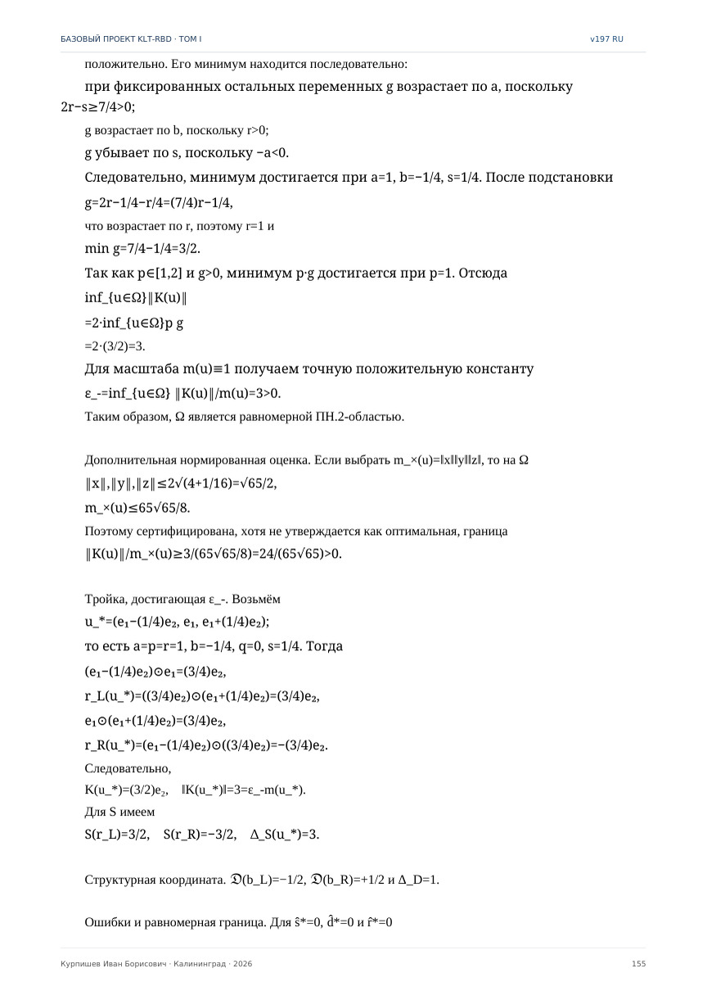 БАЗОВЫЙ ПРОЕКТ KLT-RBD · ТОМ I
v197 RU
положительно. Его минимум находится последовательно:
при фиксированных остальных переменных g возрастает по a, поскольку
2r−s≥7/4>0;
g возрастает по b, поскольку r>0;
g убывает по s, поскольку −a<0.
Следовательно, минимум достигается при a=1, b=−1/4, s=1/4. После подстановки
g=2r−1/4−r/4=(7/4)r−1/4,
что возрастает по r, поэтому r=1 и
min g=7/4−1/4=3/2.
Так как p∈[1,2] и g>0, минимум p·g достигается при p=1. Отсюда
inf_{u∈Ω}‖K(u)‖
=2·inf_{u∈Ω}p g
=2·(3/2)=3.
Для масштаба m(u)≡1 получаем точную положительную константу
ε_-=inf_{u∈Ω} ‖K(u)‖/m(u)=3>0.
Таким образом, Ω является равномерной ПН.2-областью.
Дополнительная нормированная оценка. Если выбрать m_×(u)=‖x‖‖y‖‖z‖, то на Ω
‖x‖,‖y‖,‖z‖≤2√(4+1/16)=√65/2,
m_×(u)≤65√65/8.
Поэтому сертифицирована, хотя не утверждается как оптимальная, граница
‖K(u)‖/m_×(u)≥3/(65√65/8)=24/(65√65)>0.
Тройка, достигающая ε_-. Возьмём
u_*=(e₁−(1/4)e₂, e₁, e₁+(1/4)e₂);
то есть a=p=r=1, b=−1/4, q=0, s=1/4. Тогда
(e₁−(1/4)e₂)⊙e₁=(3/4)e₂,
r_L(u_*)=((3/4)e₂)⊙(e₁+(1/4)e₂)=(3/4)e₂,
e₁⊙(e₁+(1/4)e₂)=(3/4)e₂,
r_R(u_*)=(e₁−(1/4)e₂)⊙((3/4)e₂)=−(3/4)e₂.
Следовательно,
K(u_*)=(3/2)e₂, ‖K(u_*)‖=3=ε_-m(u_*).
Для S имеем
S(r_L)=3/2, S(r_R)=−3/2, Δ_S(u_*)=3.
Структурная координата. 𝔇(b_L)=−1/2, 𝔇(b_R)=+1/2 и Δ_D=1.
Ошибки и равномерная граница. Для ŝ*=0, d̂*=0 и r̂*=0
Курпишев Иван Борисович · Калининград · 2026
155